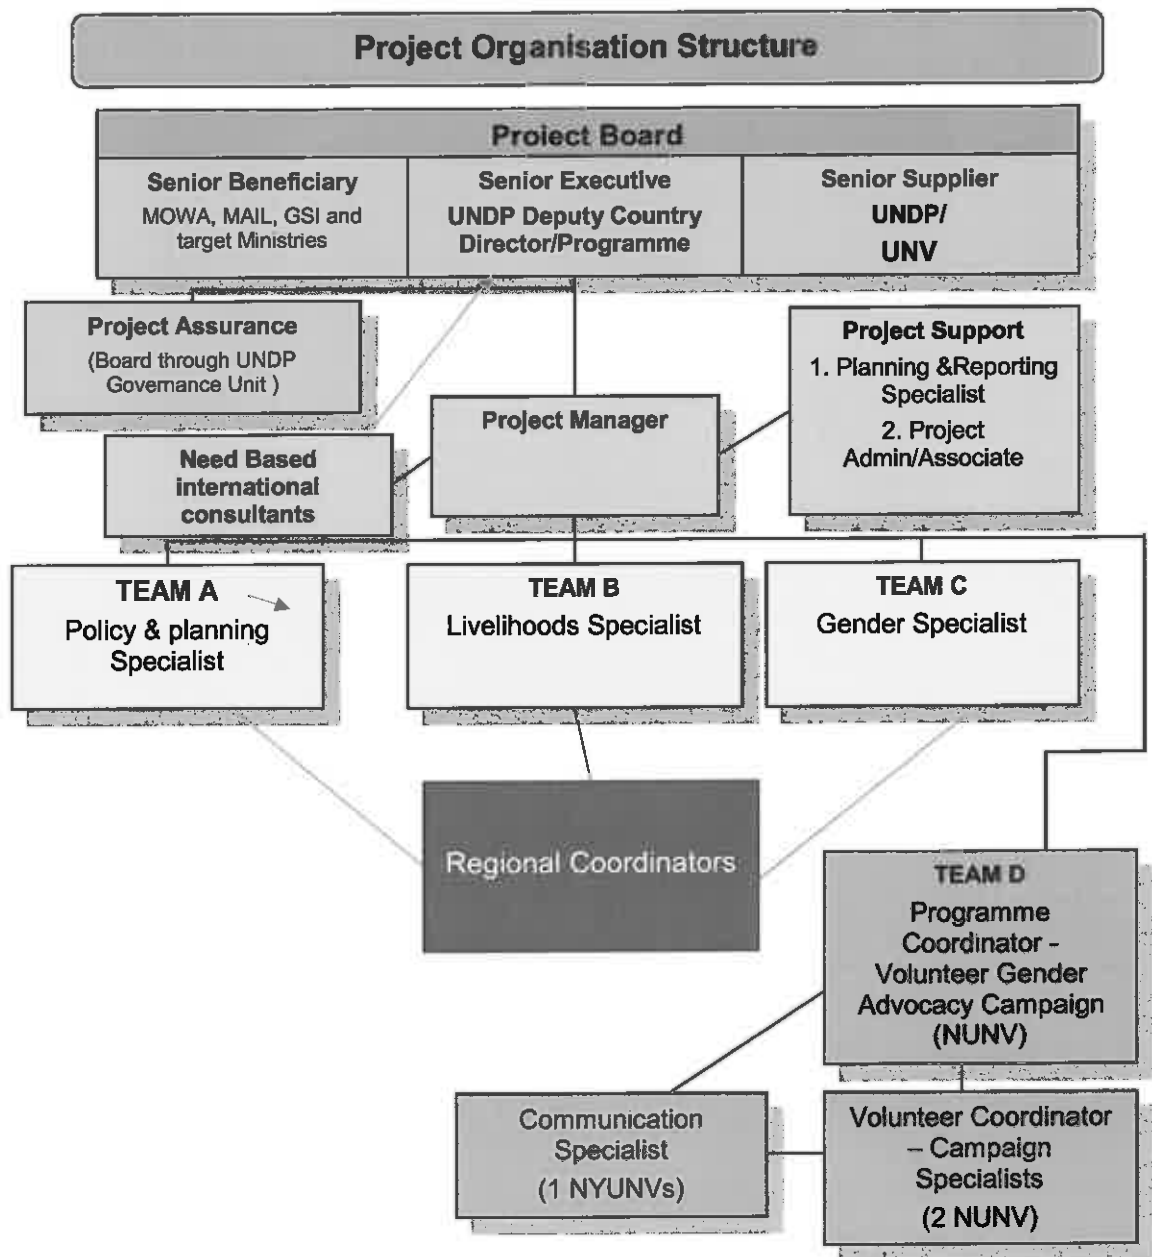 Project Organisation Structure
Project Board
Senior Beneficiary
MOWA, MAIL, GSI and
target Ministries
Senior Executive
UNDP Deputy Country
Director/Programme
Senior Supplier
UNDP/
UNV
Project Assurance
(Board through UNDP
Governance Unit )
Project Support
1. Planning &Reporting
Specialist
2. Project
Admin/Associate
Project Manager
Need Based
international
consultants
TEAM A
Policy & planning
Specialist
TEAM B
Livelihoods Specialist
TEAM C
Gender Specialist
Regional Coordinators
TEAM D
Programme
Coordinator -
Volunteer Gender
Advocacy Campaign
(NUNV)
Communication
Specialist
(1 NYUNVs)
Volunteer Coordinator
– Campaign
Specialists
(2 NUNV)